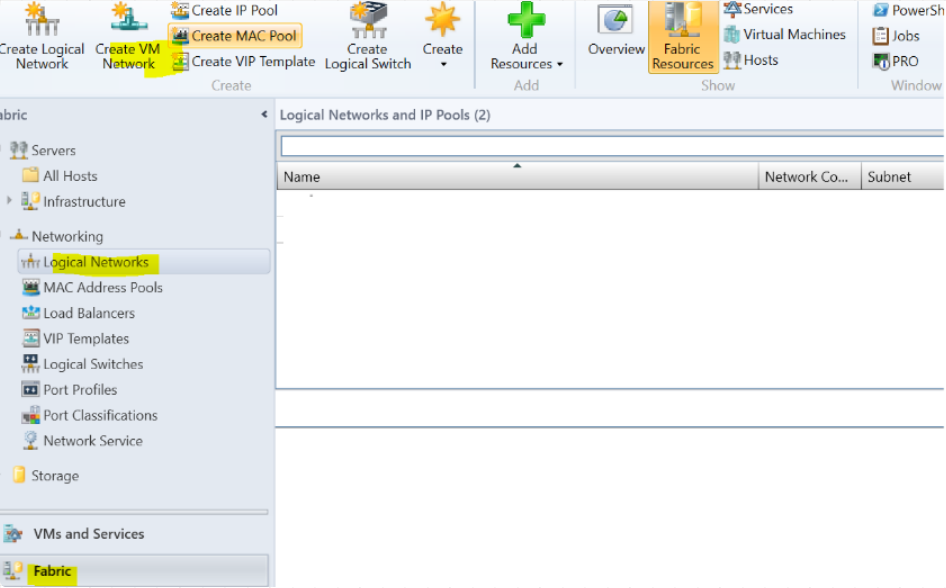 Create Logical
Network
Create VM
Network
Create IP Pool
Create MAC Pool
Create VIP Template
Create
Logical Switch
Create
Create
Add
Resources
Add
Overview
Fabric
Resources
Services
Virtual Machines
Hosts
Show
PowerSh
Jobs
PRO
Window
abric
Servers
All Hosts
Infrastructure
Networking
Logical Networks
MAC Address Pools
Load Balancers
VIP Templates
Logical Switches
Port Profiles
Port Classifications
Network Service
Storage
VMs and Services
Fabric
Logical Networks and IP Pools (2)
Name
Network Co...
Subnet